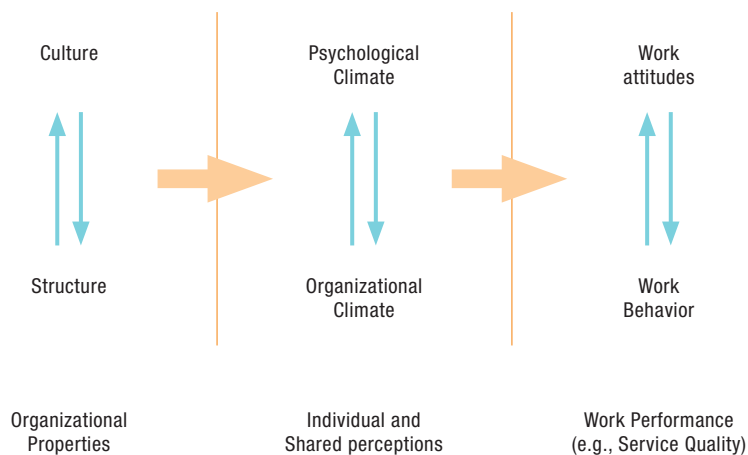 Culture
Psychological
Climate
Work
attitudes
Structure
Organizational
Climate
Work
Behavior
Organizational
Properties
Individual and
Shared perceptions
Work Performance
(e.g., Service Quality)